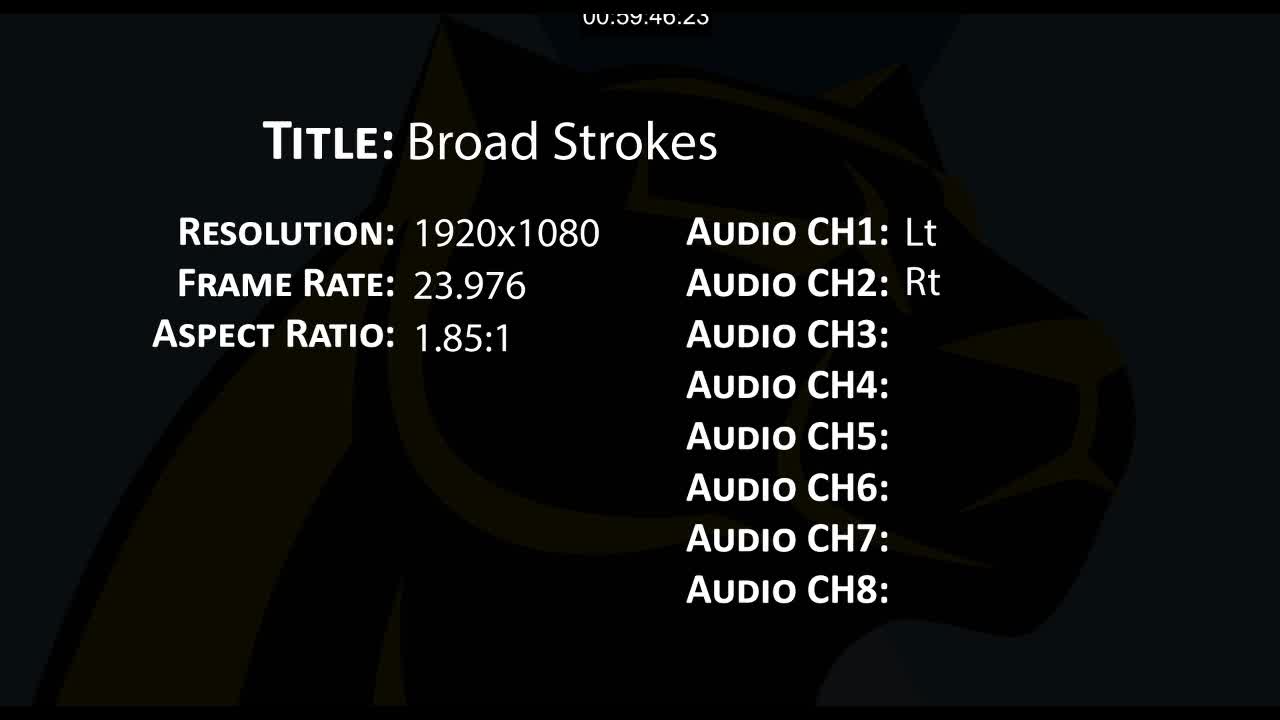 00:59:46:23
Title: Broad Strokes
Resolution: 1920x1080
Frame Rate: 23.976
Aspect Ratio: 1.85:1
Audio CH1: Lt
Audio CH2: Rt
Audio CH3:
Audio CH4:
Audio CH5:
Audio CH6:
Audio CH7:
Audio CH8: